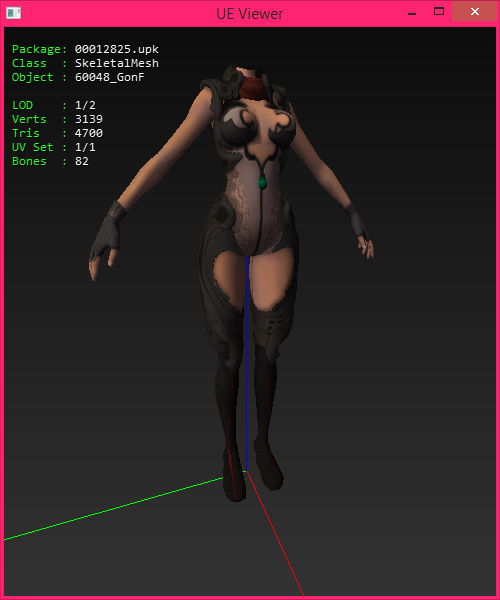 UE Viewer
Package: 00012825.upk
Class  : SkeletalMesh
Object : 60048_GonF
LOD    : 1/2
Verts  : 3139
Tris   : 4700
UV Set : 1/1
Bones  : 82